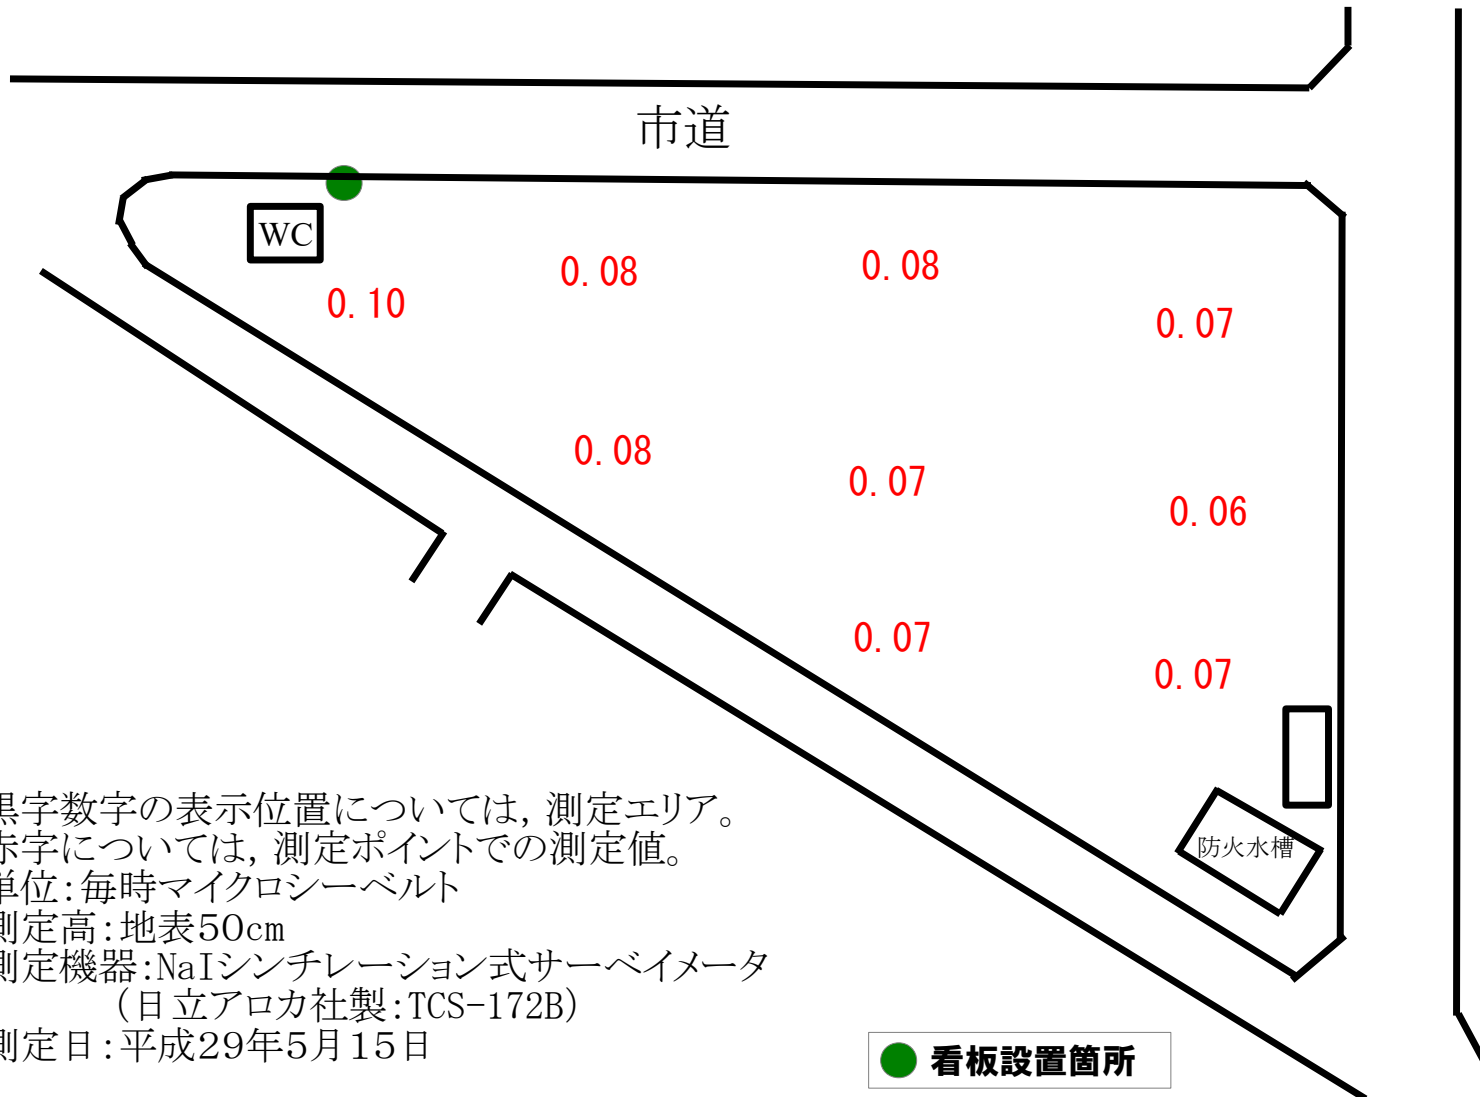 市道
WC
0.08
0.08
0.10
0.07
0.08
0.07
0.06
0.07
0.07
黒字数字の表示位置については，測定エリア。
赤字については，測定ポイントでの測定値。
単位：毎時マイクロシーベルト
測定高：地表50cm
測定機器：NaIシンチレーション式サーベイメータ
（日立アロカ社製：TCS-172B）
測定日：平成29年5月15日
防火水槽
看板設置箇所